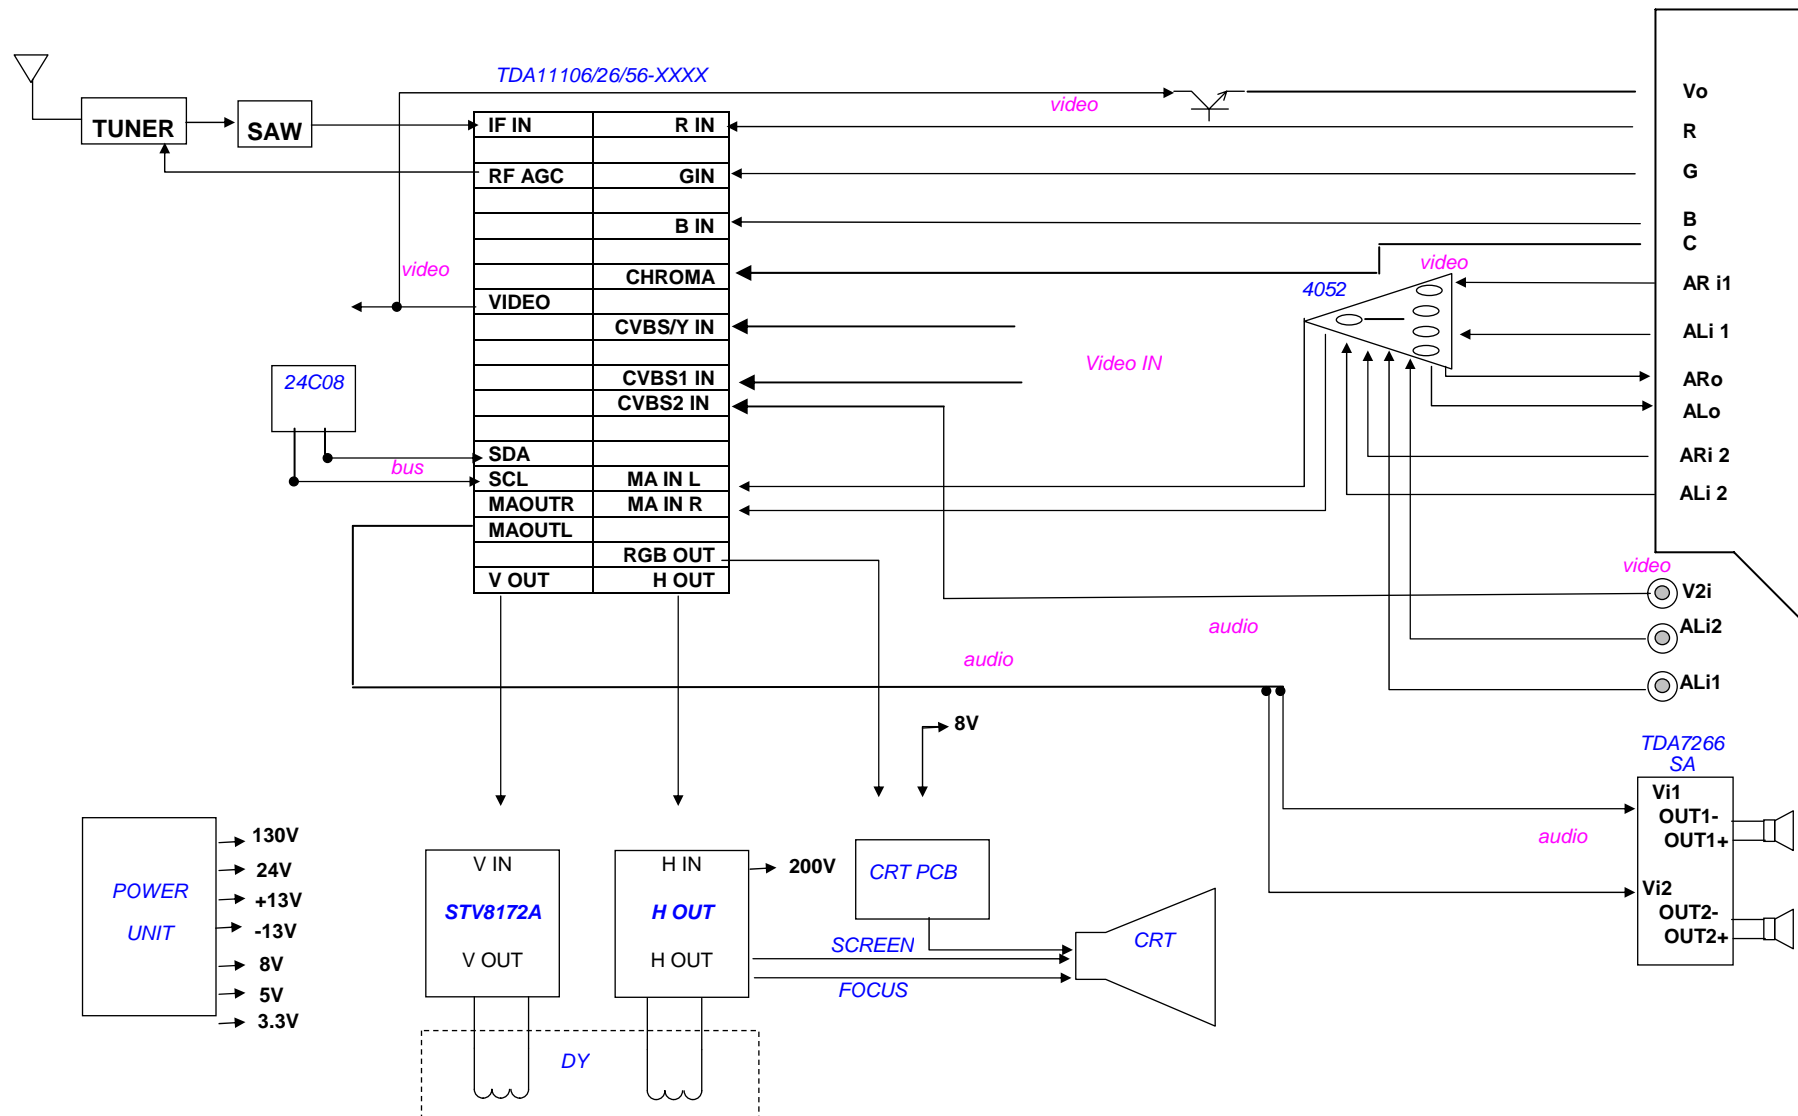 TDA11106/26/56-XXXX
video
Vo
TUNER
SAW
IF IN
R IN
R
RF AGC
GIN
G
B IN
B
C
video
CHROMA
video
AR i1
VIDEO
4052
CVBS/Y IN
ALi 1
Video IN
24C08
CVBS1 IN
ARo
CVBS2 IN
ALo
SDA
ARi 2
bus
SCL
MA IN L
ALi 2
MAOUTR
MA IN R
MAOUTL
RGB OUT
V OUT
H OUT
video
V2i
audio
ALi2
audio
ALi1
8V
TDA7266
SA
Vi1
OUT1-
OUT1+
audio
Vi2
OUT2-
OUT2+
POWER
UNIT
130V
24V
+13V
-13V
8V
5V
3.3V
V IN
STV8172A
V OUT
H IN
H OUT
H OUT
200V
CRT PCB
SCREEN
FOCUS
CRT
DY